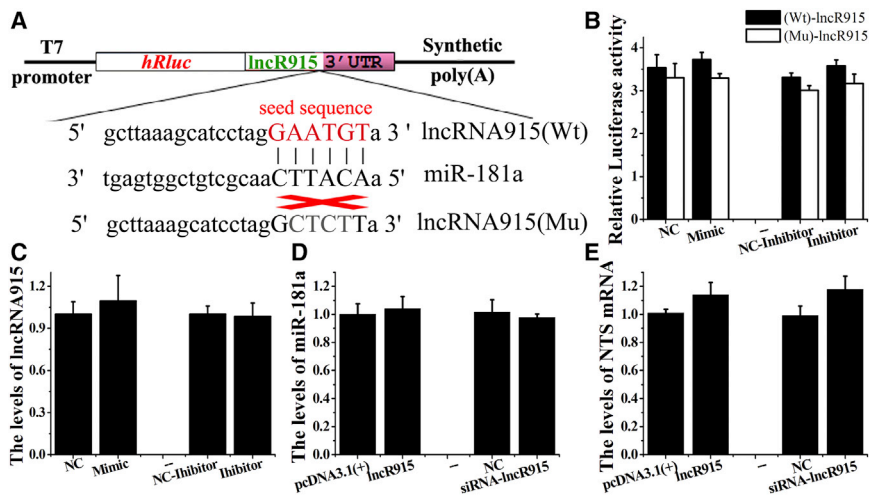 A
T7
promoter
hRluc
lncR915
3'UTR
Synthetic
poly(A)
seed sequence
5' gcttaaagcatcctagGAATGTa 3' lncRNA915(Wt)
3' tgagtggctgtcgcaaCTTACAa 5' miR-181a
5' gcttaaagcatcctagGCTCTTa 3' lncRNA915(Mu)
B
(Wt)-lncR915
(Mu)-lncR915
Relative Luciferase activity
4
3
2
1
0
NC
Mimic
–
NC-Inhibitor
Inhibitor
C
The levels of lncRNA915
1.2
0.9
0.6
0.3
0.0
NC
Mimic
–
NC-Ihibitor
Ihibitor
D
The levels of miR-181a
1.2
1.0
0.8
0.6
0.4
0.2
0.0
pcDNA3.1(+)
lncR915
–
NC
siRNA-lncR915
E
The levels of NTS mRNA
1.2
1.0
0.8
0.6
0.4
0.2
0.0
pcDNA3.1(+)
lncR915
–
NC
siRNA-lncR915